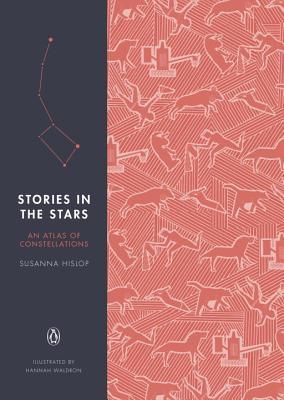 STORIES IN
THE STARS
AN ATLAS OF
CONSTELLATIONS
SUSANNA HISLOP
ILLUSTRATED BY
HANNAH WALDRON